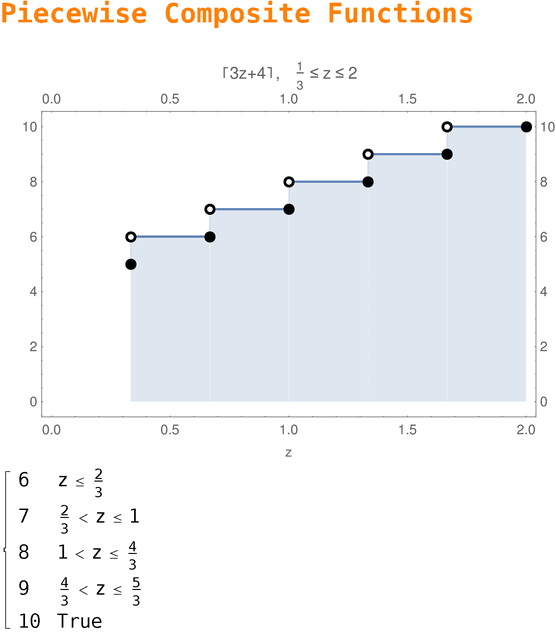 Piecewise Composite Functions
⌈3z+4⌉, 1/3 ≤ z ≤ 2
0.0 0.5 1.0 1.5 2.0
10 10
8 8
6 6
4 4
2 2
0 0
0.0 0.5 1.0 1.5 2.0
z
6 z ≤ 2/3
7 2/3 < z ≤ 1
8 1 < z ≤ 4/3
9 4/3 < z ≤ 5/3
10 True